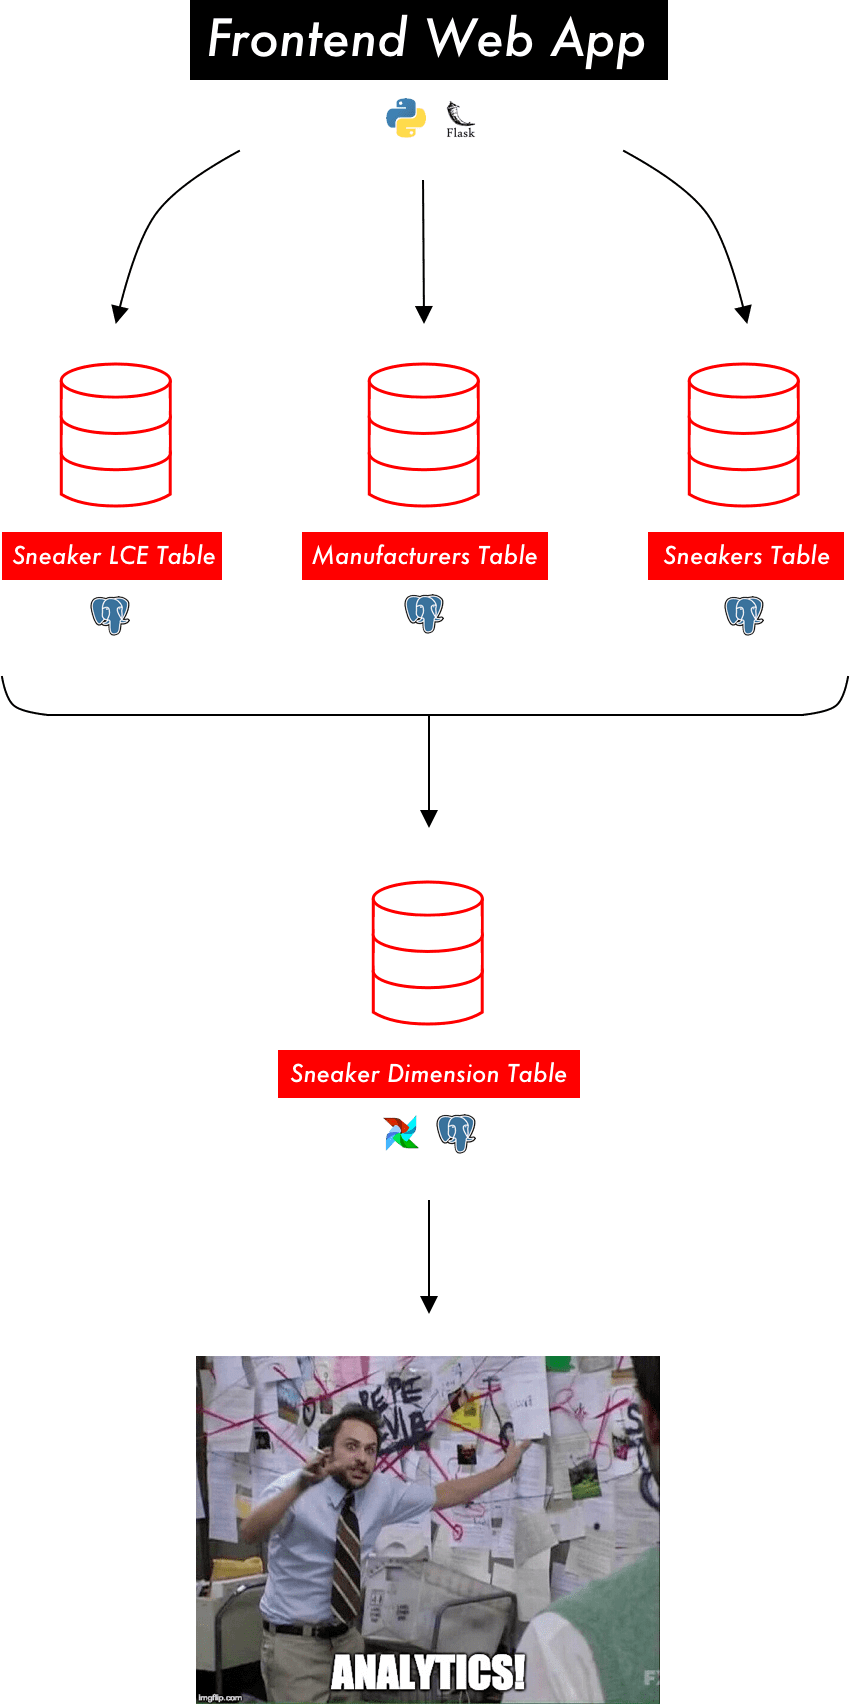 Frontend Web App
Flask
Sneaker LCE Table
Manufacturers Table
Sneakers Table
Sneaker Dimension Table
PEPE
SILVIA
ANALYTICS!
imgflip.com
FX